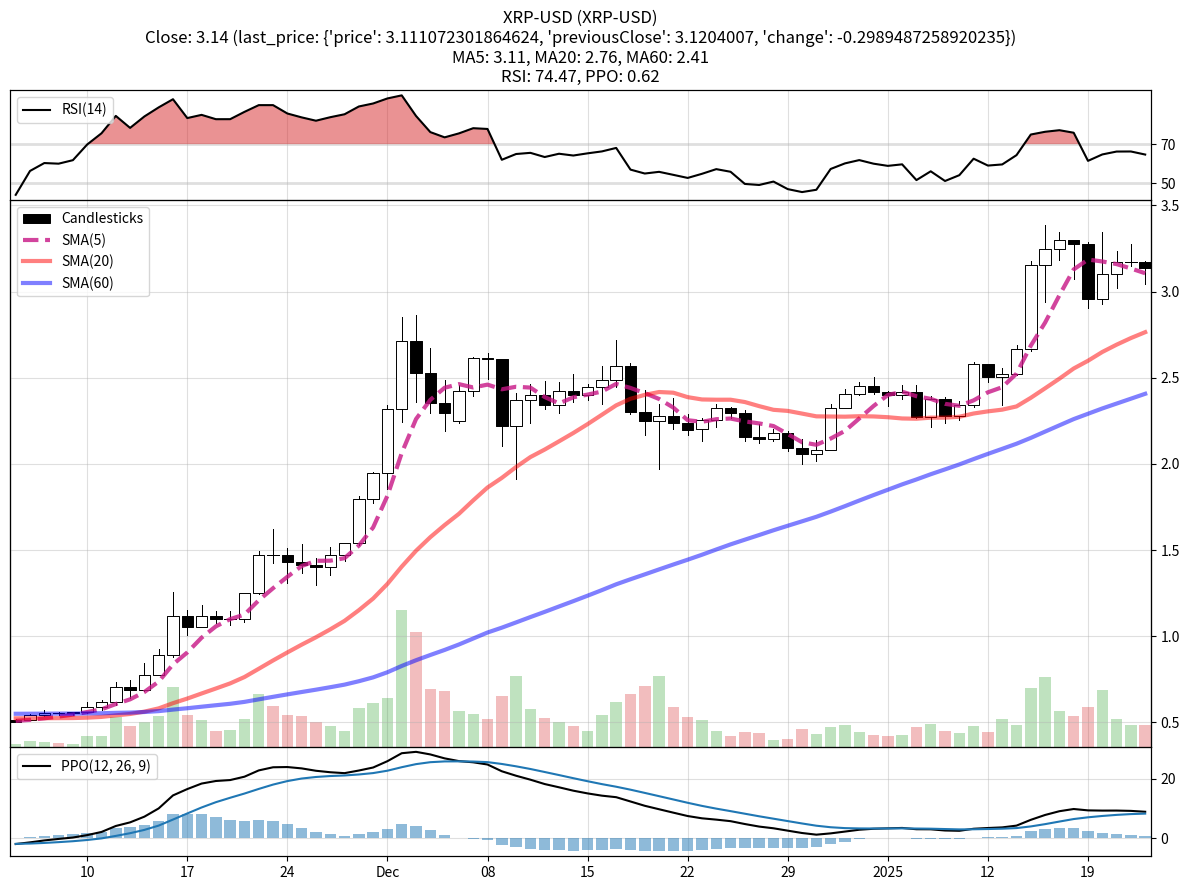 XRP-USD (XRP-USD)
Close: 3.14 (last_price: {'price': 3.111072301864624, 'previousClose': 3.1204007, 'change': -0.2989487258920235})
MA5: 3.11, MA20: 2.76, MA60: 2.41
RSI: 74.47, PPO: 0.62
RSI(14)
70
50
Candlesticks
SMA(5)
SMA(20)
SMA(60)
3.5
3.0
2.5
2.0
1.5
1.0
0.5
PPO(12, 26, 9)
20
0
10 17 24 Dec 08 15 22 29 2025 12 19